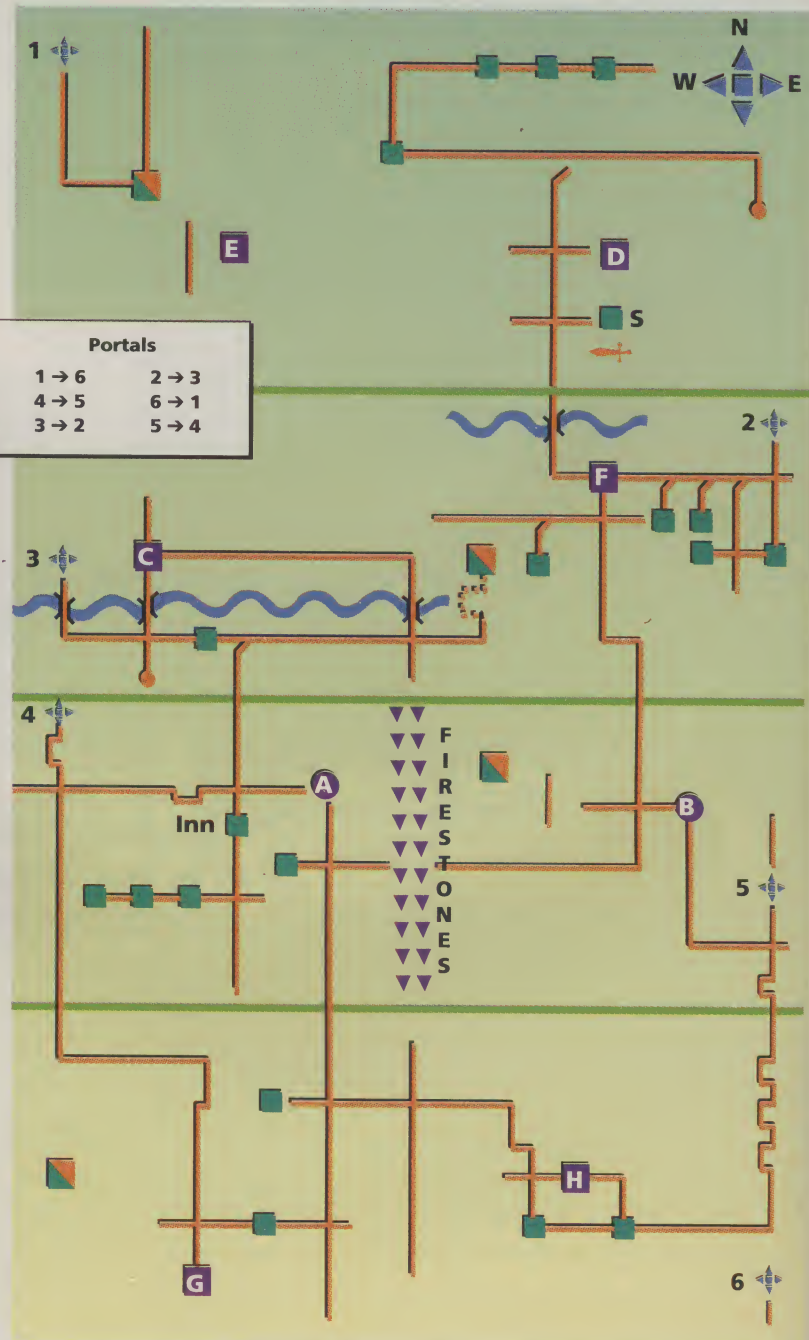 1
N
W E
E
D
S
Portals
1 → 6 2 → 3
4 → 5 6 → 1
3 → 2 5 → 4
2
F
C
3
4
A
FIRESTONES
B
Inn
5
H
G
6